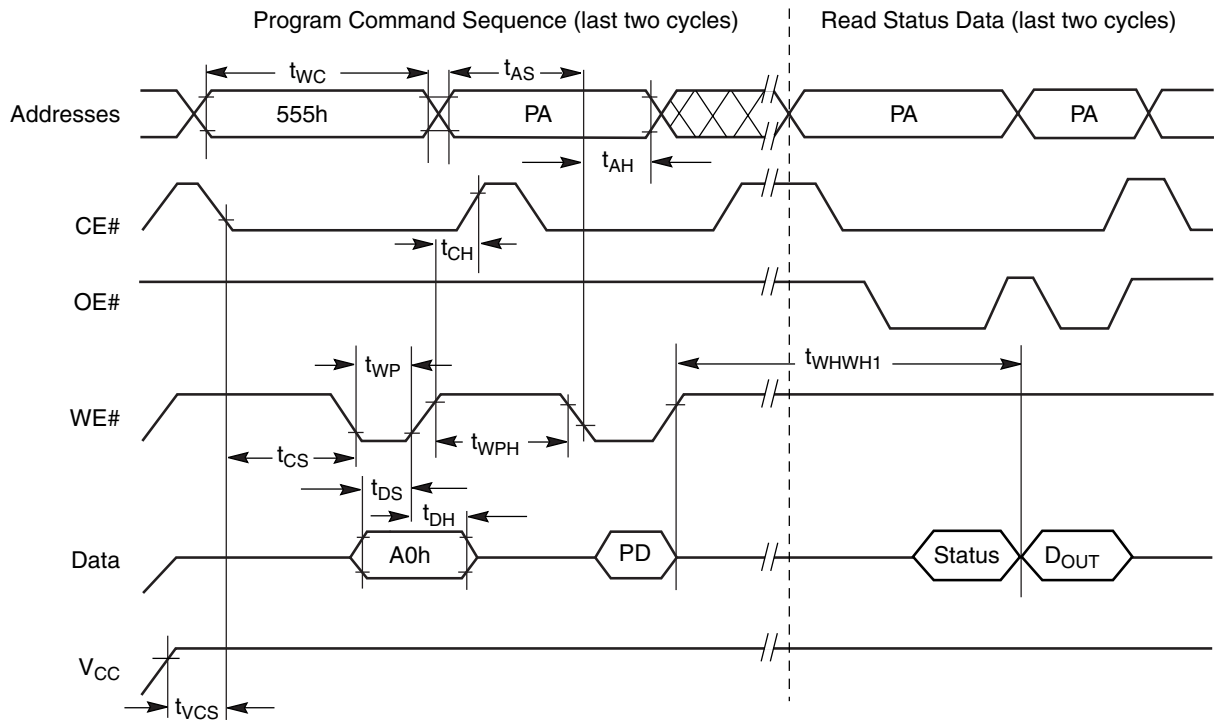 Program Command Sequence (last two cycles)
Read Status Data (last two cycles)
tWC
tAS
Addresses
555h
PA
PA
PA
tAH
CE#
tCH
OE#
tWP
tWHWH1
WE#
tCS
tWPH
tDS
tDH
Data
A0h
PD
Status
DOUT
VCC
tVCS